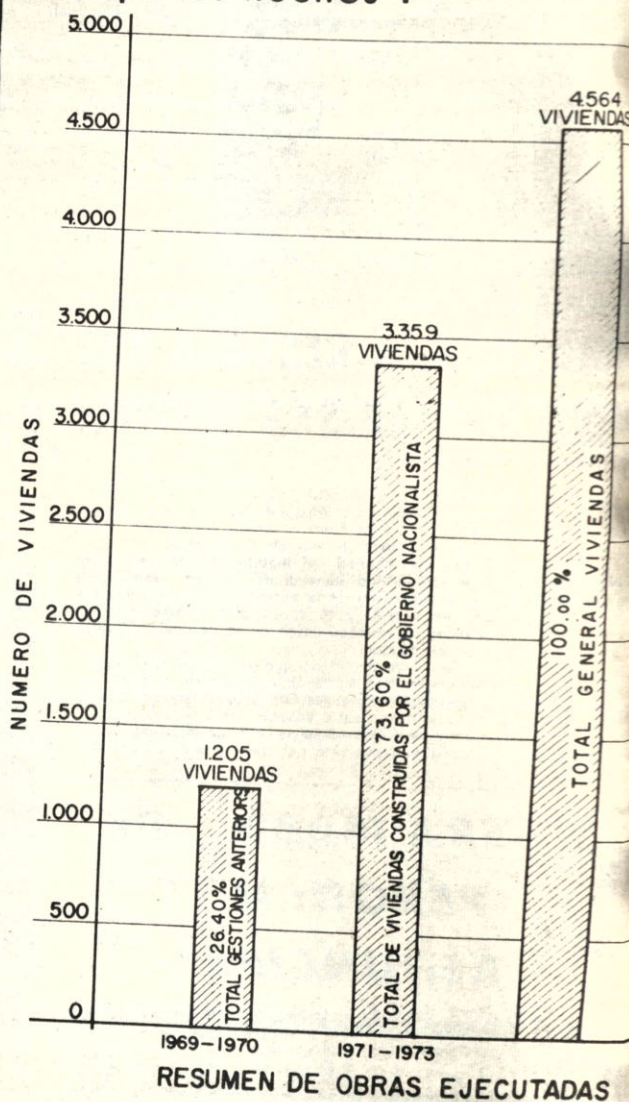 5.000
4.500
4.000
3.500
3.000
2.500
2.000
1.500
1.000
500
0
NUMERO DE VIVIENDAS
1.205
VIVIENDAS
26.40%
TOTAL GESTIONES ANTERIORS
1969-1970
3.359
VIVIENDAS
73.60%
TOTAL DE VIVIENDAS CONSTRUIDAS POR EL GOBIERNO NACIONALISTA
1971-1973
4.564
VIVIENDAS
100.00%
TOTAL GENERAL VIVIENDAS
RESUMEN DE OBRAS EJECUTADAS